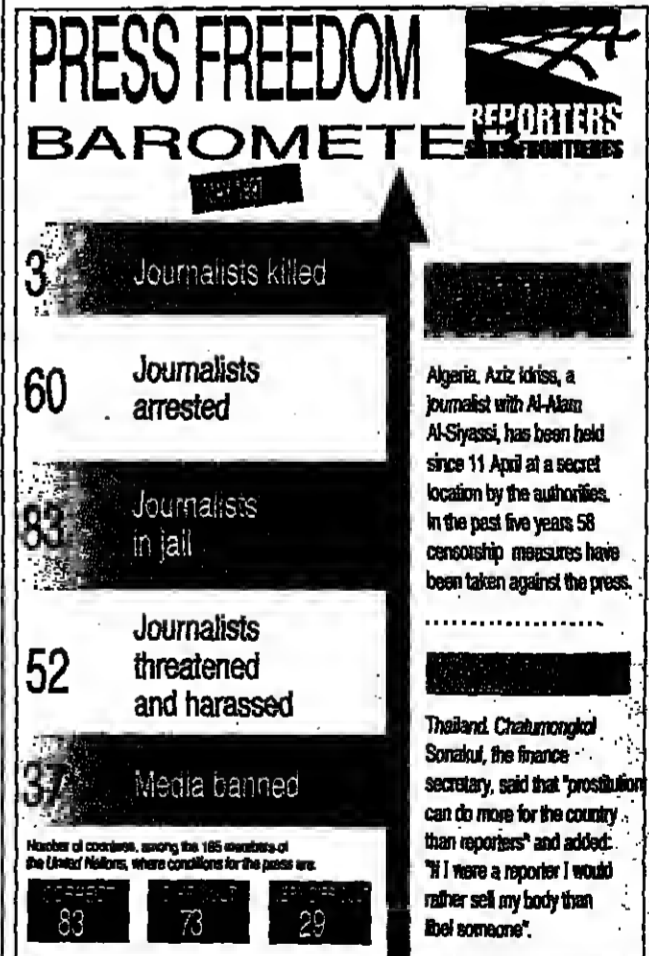 PRESS FREEDOM
BAROMETER
REPORTERS
SANS FRONTIERES
MAY 1997
3 Journalists killed
60 Journalists
arrested
83 Journalists
in jail
52 Journalists
threatened
and harassed
37 Media banned
Number of countries, among the 185 members of
the United Nations, where conditions for the press are:
83 73 29
Algeria. Aziz Idriss, a
journalist with Al-Alam
Al-Siyassi, has been held
since 11 April at a secret
location by the authorities.
In the past five years 58
censorship measures have
been taken against the press.
Thailand. Chatumongkol
Sonakul, the finance
secretary, said that "prostitution
can do more for the country
than reporters" and added:
"If I were a reporter I would
rather sell my body than
libel someone".